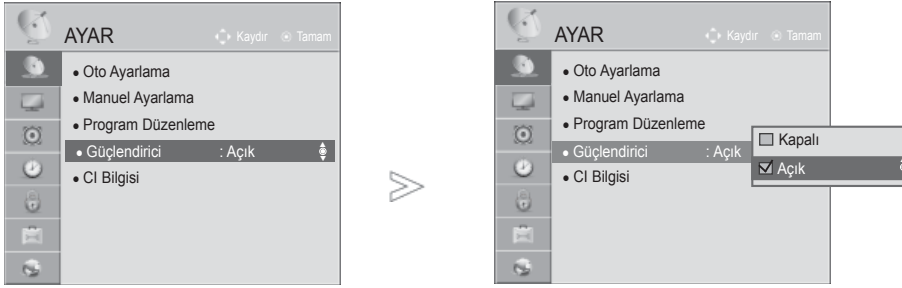 AYAR Kaydır Tamam
• Oto Ayarlama
• Manuel Ayarlama
• Program Düzenleme
• Güçlendirici : Açık
• CI Bilgisi
AYAR Kaydır Tamam
• Oto Ayarlama
• Manuel Ayarlama
• Program Düzenleme
• Güçlendirici : Açık
• CI Bilgisi
Kapalı
Açık